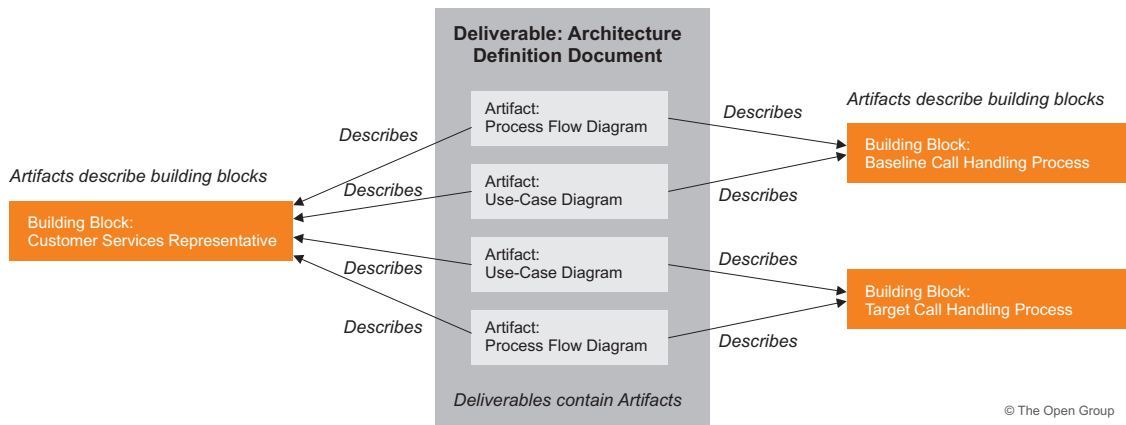 Deliverable: Architecture
Definition Document
Artifact:
Process Flow Diagram
Artifact:
Use-Case Diagram
Artifact:
Use-Case Diagram
Artifact:
Process Flow Diagram
Deliverables contain Artifacts
Describes
Describes
Describes
Describes
Artifacts describe building blocks
Building Block:
Customer Services Representative
Describes
Describes
Describes
Describes
Artifacts describe building blocks
Building Block:
Baseline Call Handling Process
Building Block:
Target Call Handling Process
© The Open Group